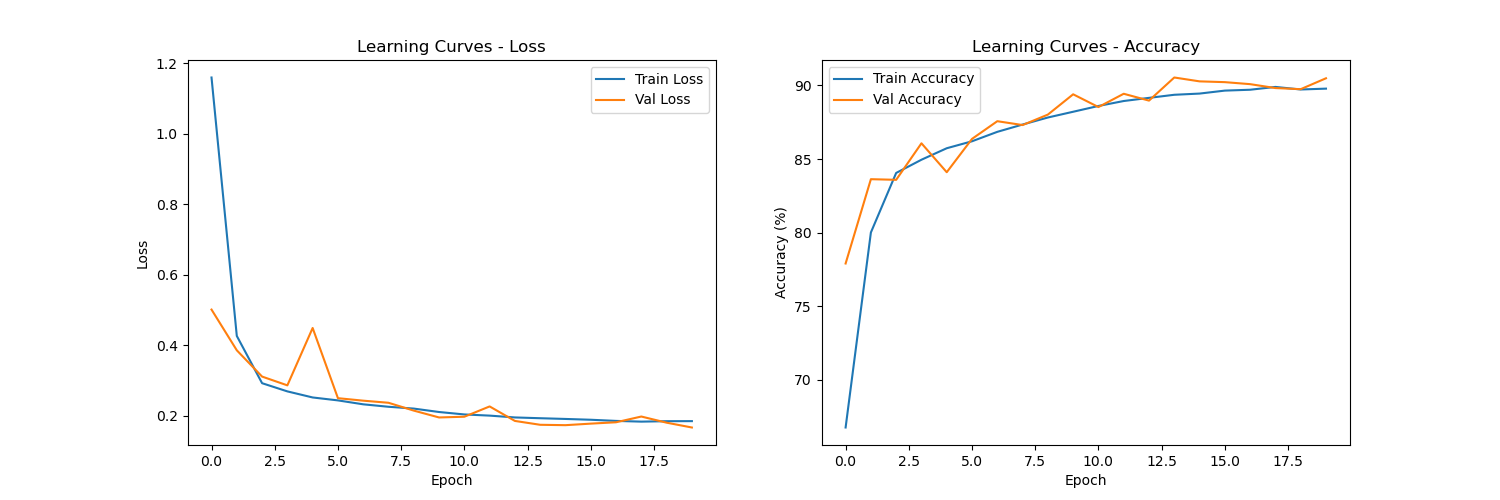 Learning Curves - Loss
Train Loss
Val Loss
1.2
1.0
0.8
0.6
0.4
0.2
Loss
0.0 2.5 5.0 7.5 10.0 12.5 15.0 17.5
Epoch
Learning Curves - Accuracy
Train Accuracy
Val Accuracy
90
85
80
75
70
Accuracy (%)
0.0 2.5 5.0 7.5 10.0 12.5 15.0 17.5
Epoch